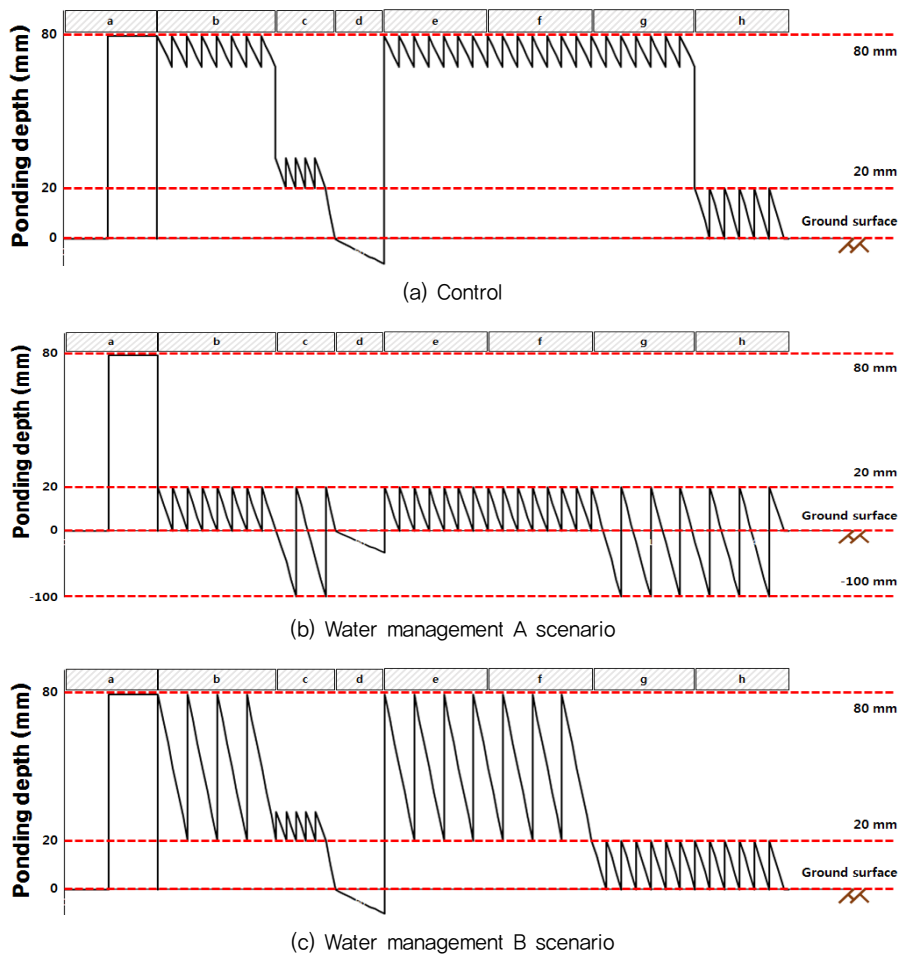 a b c d e f g h
Ponding depth (mm)
80
80 mm
20 mm
20
Ground surface
0
(a) Control
a b c d e f g h
Ponding depth (mm)
80
80 mm
20 mm
20
Ground surface
0
-100 mm
-100
(b) Water management A scenario
a b c d e f g h
Ponding depth (mm)
80
80 mm
20 mm
20
Ground surface
0
(c) Water management B scenario